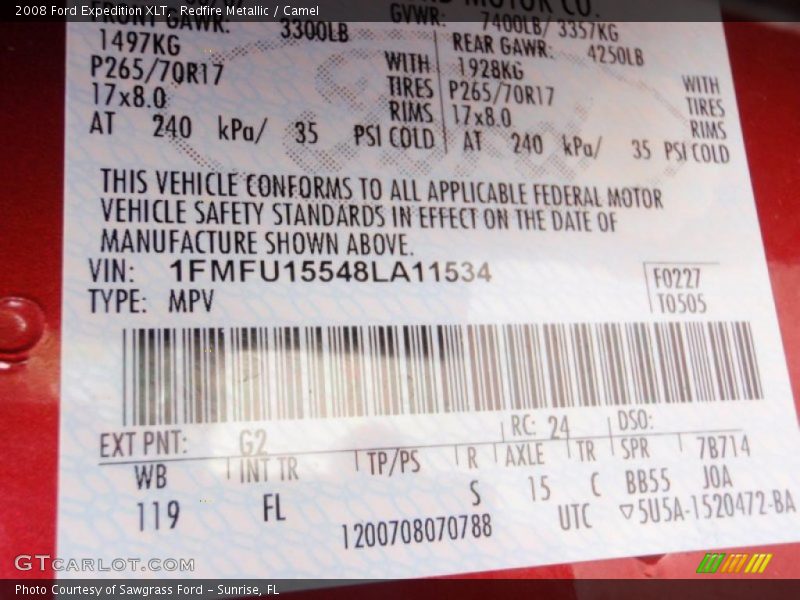 2008 Ford Expedition XLT, Redfire Metallic / Camel
MOTOR CO.
FRONT GAWR: 3300LB GVWR: 7400LB/ 3357KG
1497KG REAR GAWR: 4250LB
P265/70R17 WITH 1928KG WITH
17x8.0 TIRES P265/70R17 TIRES
RIMS 17x8.0 RIMS
AT 240 kPa/ 35 PSI COLD AT 240 kPa/ 35 PSI COLD
THIS VEHICLE CONFORMS TO ALL APPLICABLE FEDERAL MOTOR
VEHICLE SAFETY STANDARDS IN EFFECT ON THE DATE OF
MANUFACTURE SHOWN ABOVE.
VIN: 1FMFU15548LA11534 F0227
TYPE: MPV T0505
EXT PNT: G2 RC: 24 DSO:
WB INT TR TP/PS R AXLE TR SPR 7B714
119 FL S 15 C BB55 J0A
1200708070788 UTC ▽5U5A-1520472-BA
GTCARLOT.COM
Photo Courtesy of Sawgrass Ford - Sunrise, FL